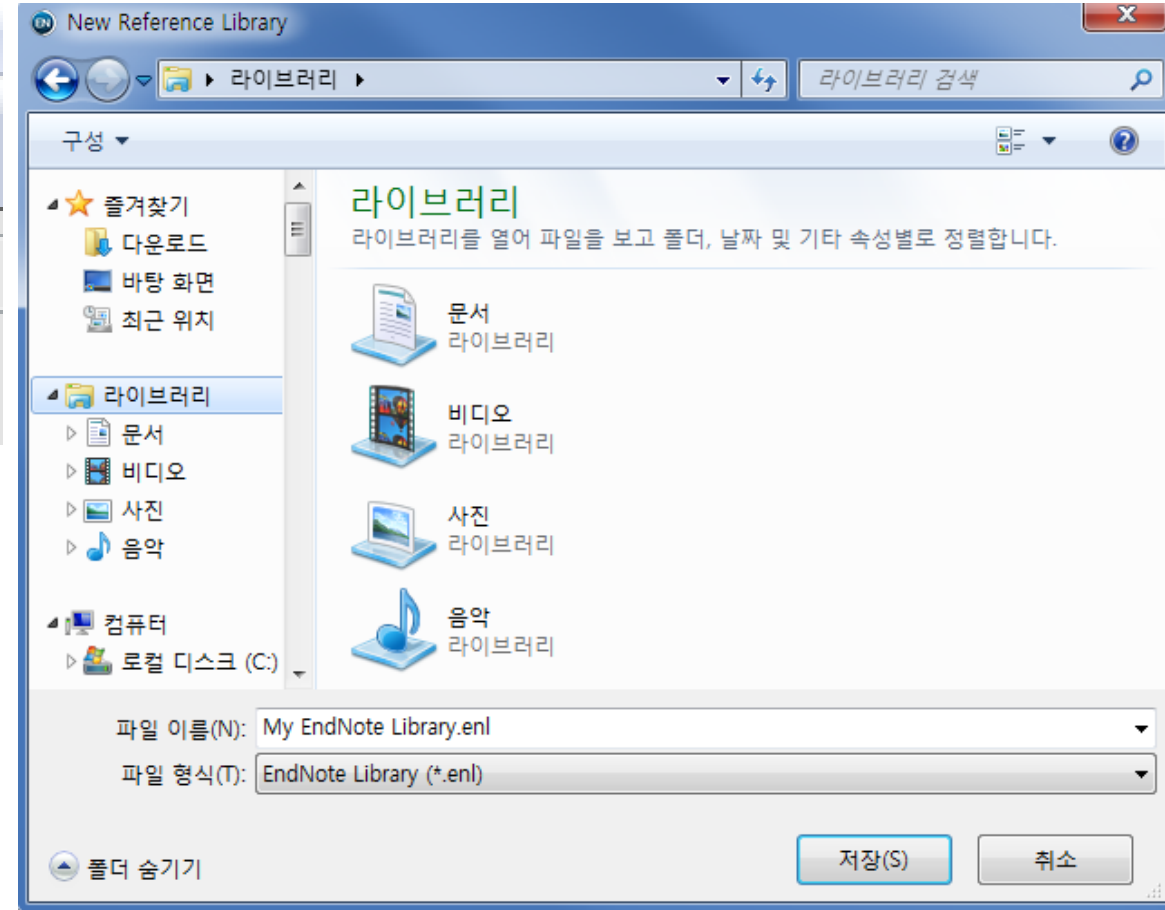 New Reference Library
라이브러리
라이브러리 검색
구성
즐겨찾기
다운로드
바탕 화면
최근 위치
라이브러리
문서
비디오
사진
음악
컴퓨터
로컬 디스크 (C:)
라이브러리
라이브러리를 열어 파일을 보고 폴더, 날짜 및 기타 속성별로 정렬합니다.
문서
라이브러리
비디오
라이브러리
사진
라이브러리
음악
라이브러리
파일 이름(N): My EndNote Library.enl
파일 형식(T): EndNote Library (*.enl)
폴더 숨기기
저장(S)
취소